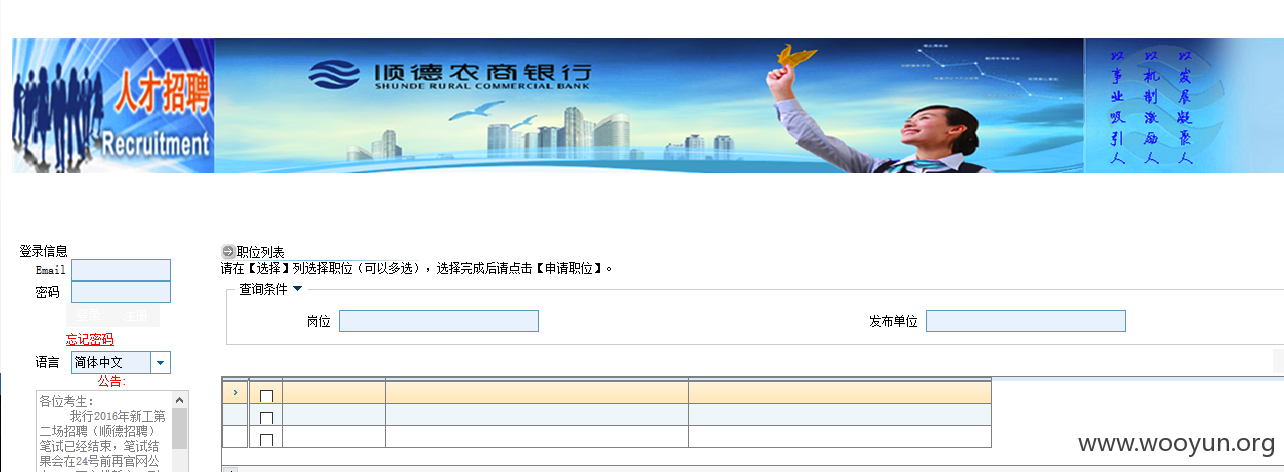 人才招聘
Recruitment
顺德农商银行
SHUNDE RURAL COMMERCIAL BANK
以发展凝聚人
以机制激励人
以事业吸引人
登录信息
Email
密码
登录 注册
忘记密码
语言 简体中文
公告:
各位考生:
我行2016年新工第
二场招聘（顺德招聘）
笔试已经结束，笔试结
果会在24号前再官网公
职位列表
请在【选择】列选择职位（可以多选），选择完成后请点击【申请职位】。
查询条件
岗位
发布单位
www.wooyun.org